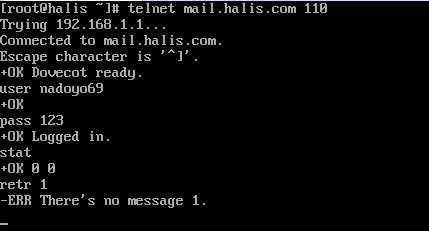 [root@halis ~]# telnet mail.halis.com 110
Trying 192.168.1.1...
Connected to mail.halis.com.
Escape character is '^]'.
+OK Dovecot ready.
user nadoyo69
+OK
pass 123
+OK Logged in.
stat
+OK 0 0
retr 1
-ERR There's no message 1.